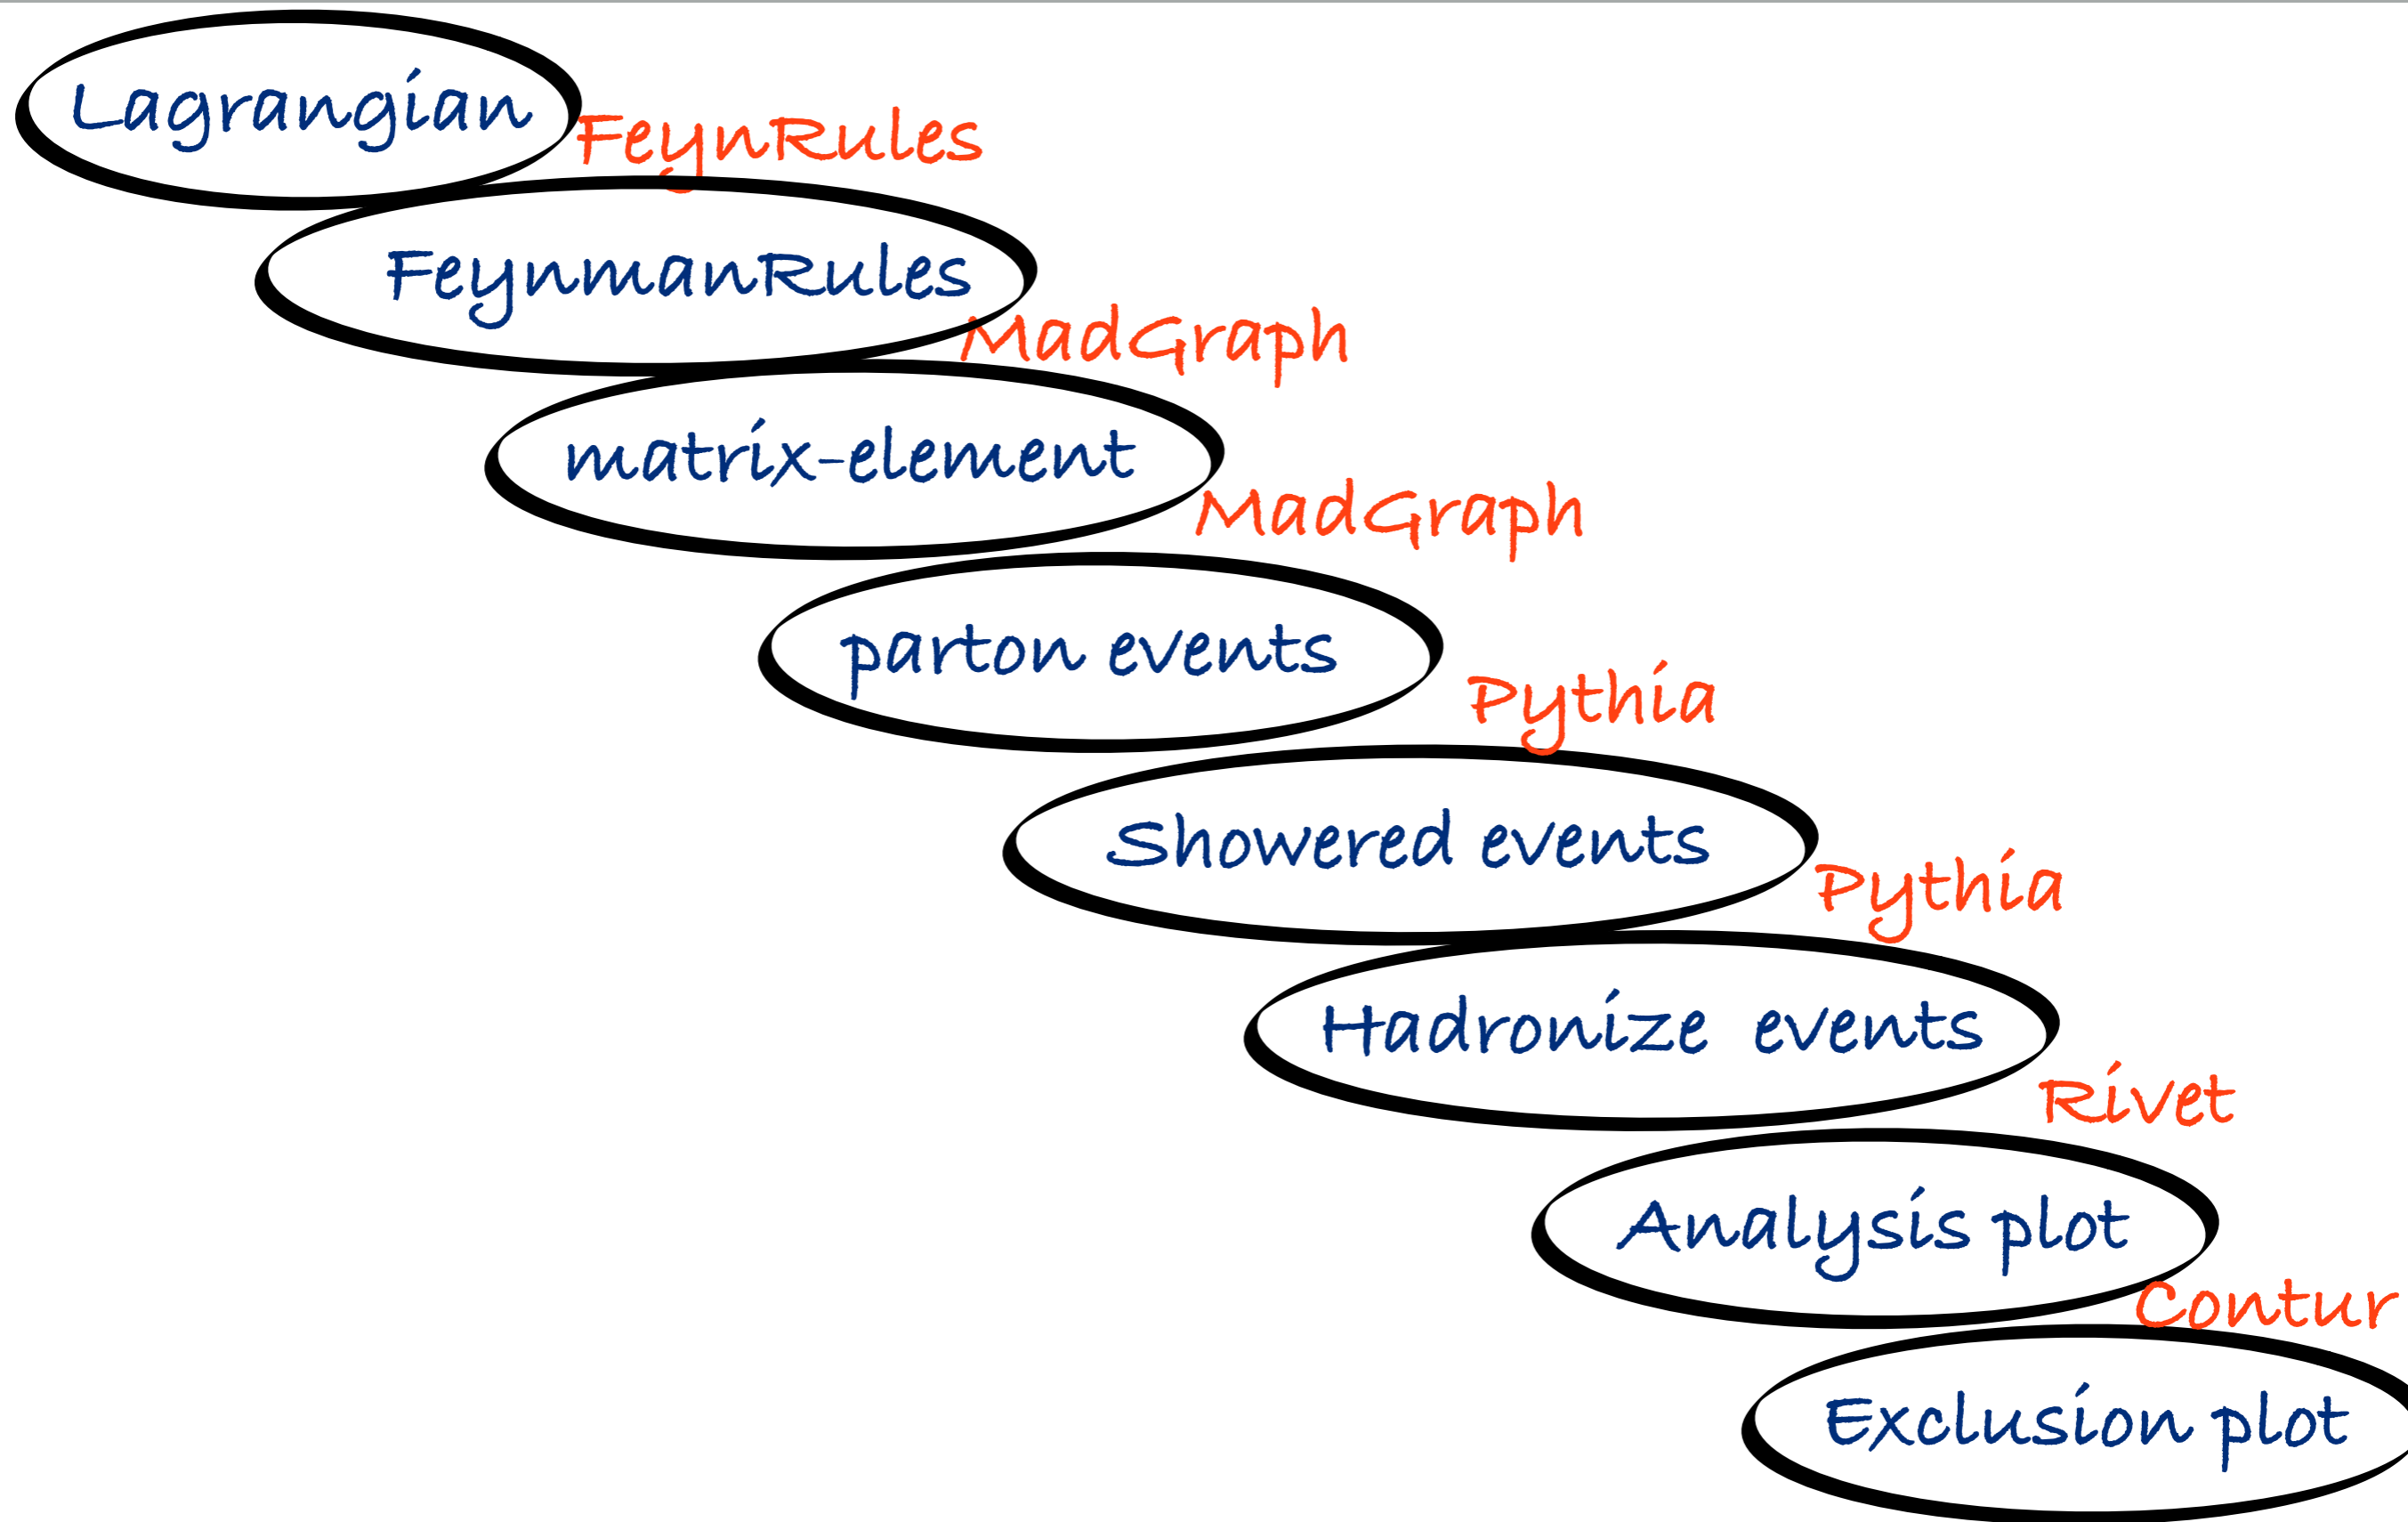 Lagrangian
FeynRules
FeynmanRules
MadGraph
matrix-element
MadGraph
parton events
Pythia
Showered events
Pythia
Hadronize events
Rivet
Analysis plot
Contur
Exclusion plot